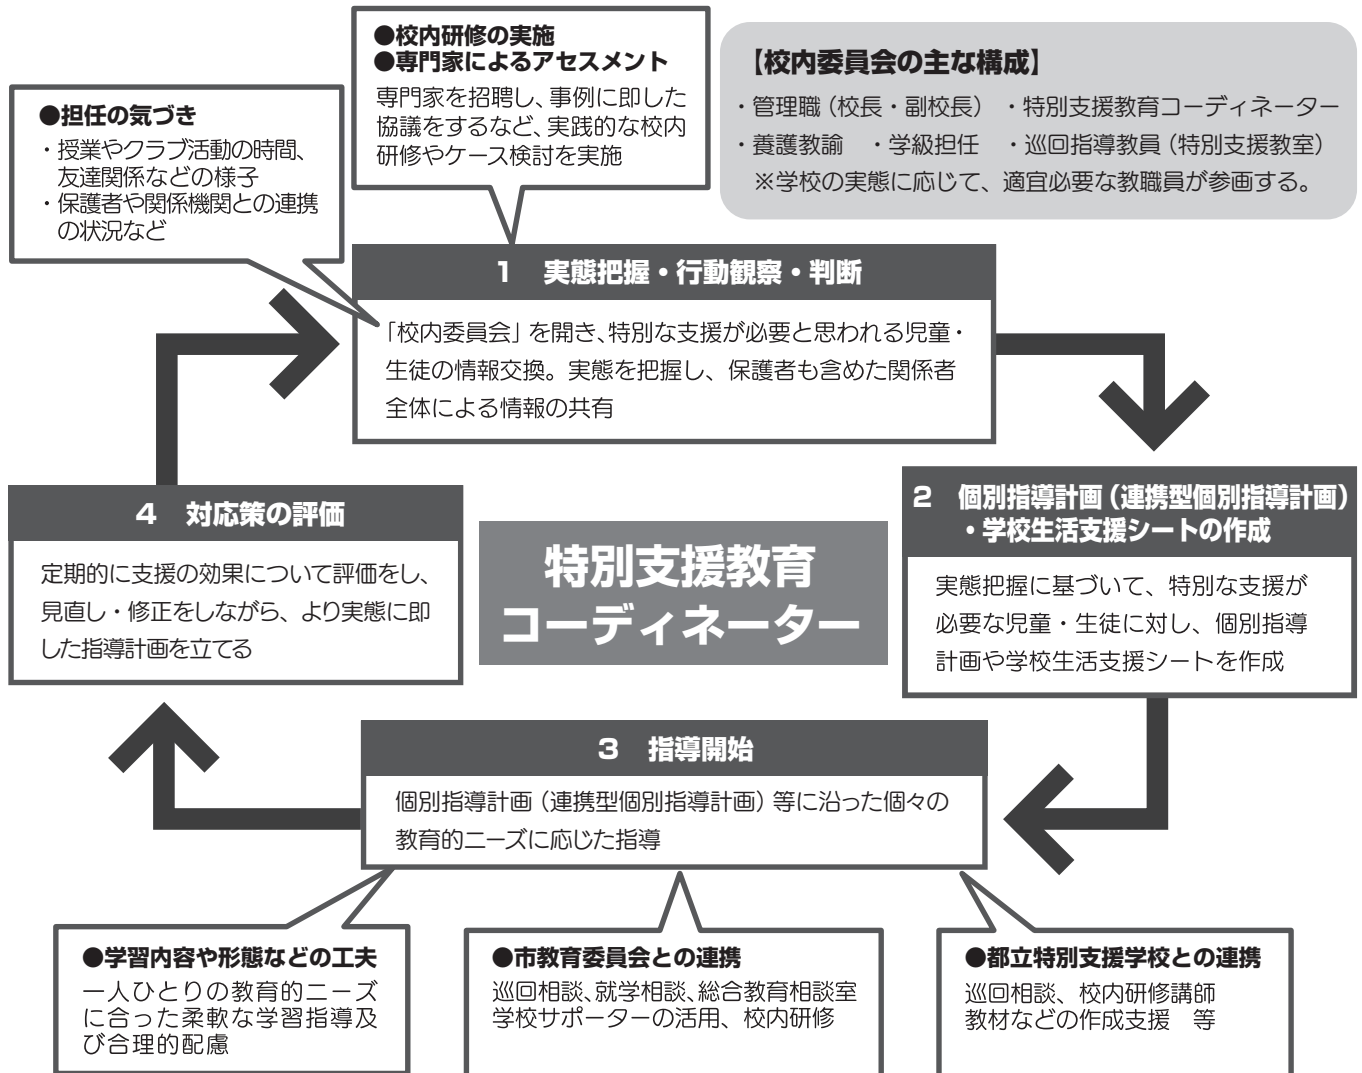 ●校内研修の実施
●専門家によるアセスメント
専門家を招聘し、事例に即した
協議をするなど、実践的な校内
研修やケース検討を実施
【校内委員会の主な構成】
・管理職（校長・副校長）　・特別支援教育コーディネーター
・養護教諭　・学級担任　・巡回指導教員（特別支援教室）
※学校の実態に応じて、適宜必要な教職員が参画する。
●担任の気づき
・授業やクラブ活動の時間、
友達関係などの様子
・保護者や関係機関との連携
の状況など
1　実態把握・行動観察・判断
「校内委員会」を開き、特別な支援が必要と思われる児童・
生徒の情報交換。実態を把握し、保護者も含めた関係者
全体による情報の共有
2　個別指導計画（連携型個別指導計画）
・学校生活支援シートの作成
実態把握に基づいて、特別な支援が
必要な児童・生徒に対し、個別指導
計画や学校生活支援シートを作成
4　対応策の評価
定期的に支援の効果について評価をし、
見直し・修正をしながら、より実態に即
した指導計画を立てる
特別支援教育
コーディネーター
3　指導開始
個別指導計画（連携型個別指導計画）等に沿った個々の
教育的ニーズに応じた指導
●学習内容や形態などの工夫
一人ひとりの教育的ニーズ
に合った柔軟な学習指導及
び合理的配慮
●市教育委員会との連携
巡回相談、就学相談、総合教育相談室
学校サポーターの活用、校内研修
●都立特別支援学校との連携
巡回相談、校内研修講師
教材などの作成支援　等